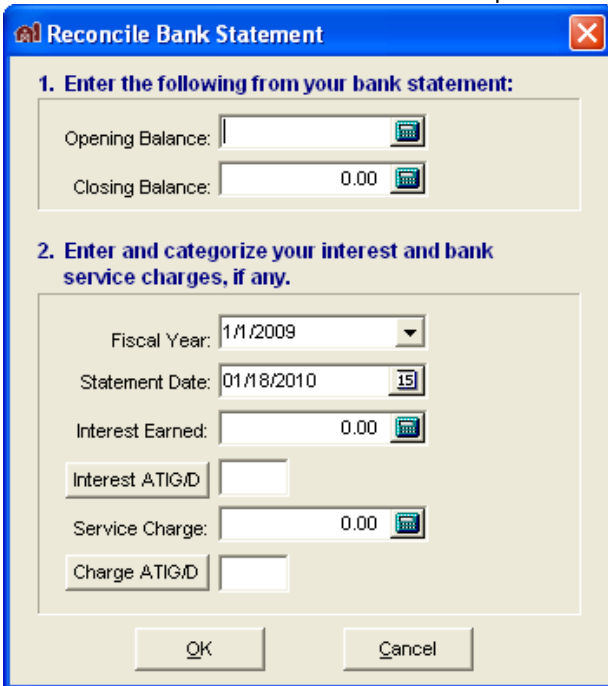 Reconcile Bank Statement
1. Enter the following from your bank statement:
Opening Balance:
Closing Balance: 0.00
2. Enter and categorize your interest and bank
service charges, if any.
Fiscal Year: 1/1/2009
Statement Date: 01/18/2010 15
Interest Earned: 0.00
Interest ATIG/D
Service Charge: 0.00
Charge ATIG/D
OK Cancel